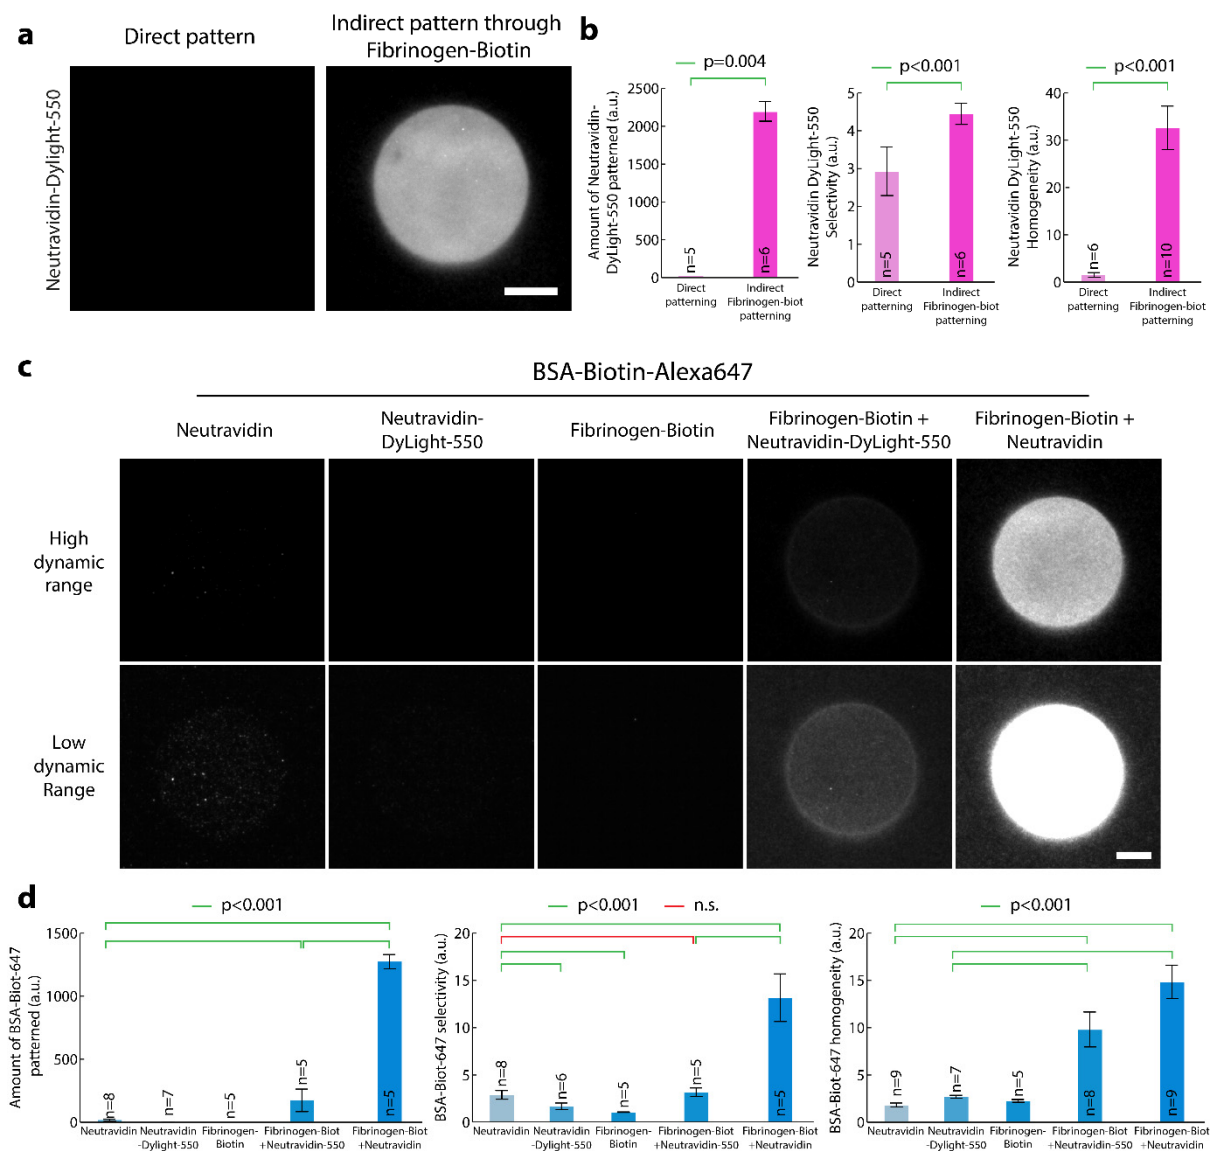 a
Direct pattern
Indirect pattern through
Fibrinogen-Biotin
Neutravidin-Dylight-550
b
p=0.004
Amount of Neutravidin-
DyLight-550 patterned (a.u.)
2500
2000
1500
1000
500
0
n=5
n=6
Direct
patterning
Indirect
Fibrinogen-biot
patterning
p<0.001
Neutravidin DyLight-550
Selectivity (a.u.)
5
4
3
2
1
0
n=5
n=6
Direct
patterning
Indirect
Fibrinogen-biot
patterning
p<0.001
Neutravidin DyLight-550
Homogeneity (a.u.)
40
30
20
10
0
n=6
n=10
Direct
patterning
Indirect
Fibrinogen-biot
patterning
c
BSA-Biotin-Alexa647
Neutravidin
Neutravidin-
DyLight-550
Fibrinogen-Biotin
Fibrinogen-Biotin +
Neutravidin-DyLight-550
Fibrinogen-Biotin +
Neutravidin
High
dynamic
range
Low
dynamic
Range
d
p<0.001
Amount of BSA-Biot-647
patterned (a.u.)
1500
1000
500
0
n=8
n=7
n=5
n=5
n=5
Neutravidin
Neutravidin
-Dylight-550
Fibrinogen-
Biotin
Fibrinogen-Biot
+Neutravidin-550
Fibrinogen-Biot
+Neutravidin
p<0.001
n.s.
BSA-Biot-647 selectivity (a.u.)
20
15
10
5
0
n=8
n=6
n=5
n=5
n=5
Neutravidin
Neutravidin
-Dylight-550
Fibrinogen-
Biotin
Fibrinogen-Biot
+Neutravidin-550
Fibrinogen-Biot
+Neutravidin
p<0.001
BSA-Biot-647 homogeneity (a.u.)
20
15
10
5
0
n=9
n=7
n=5
n=8
n=9
Neutravidin
Neutravidin
-DyLight-550
Fibrinogen-
Biotin
Fibrinogen-Biot
+Neutravidin-550
Fibrinogen-Biot
+Neutravidin